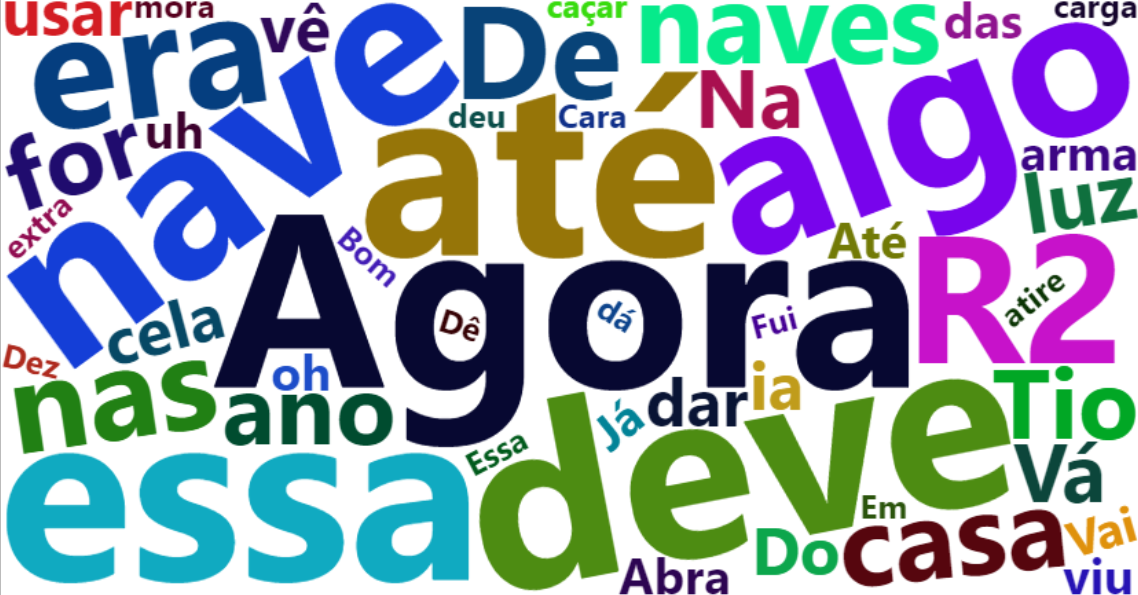 usar
mora
caçar
naves
das
carga
era
vê
nave
De
algo
deu
Cara
Na
for
uh
até
arma
luz
extra
Bom
Até
Agora
R2
atire
cela
Dê
dá
Fui
Dez
nas
oh
ano
Já
dar
ia
Tio
essa
Essa
deve
Vá
Em
casa
Do
Vai
Abra
viu